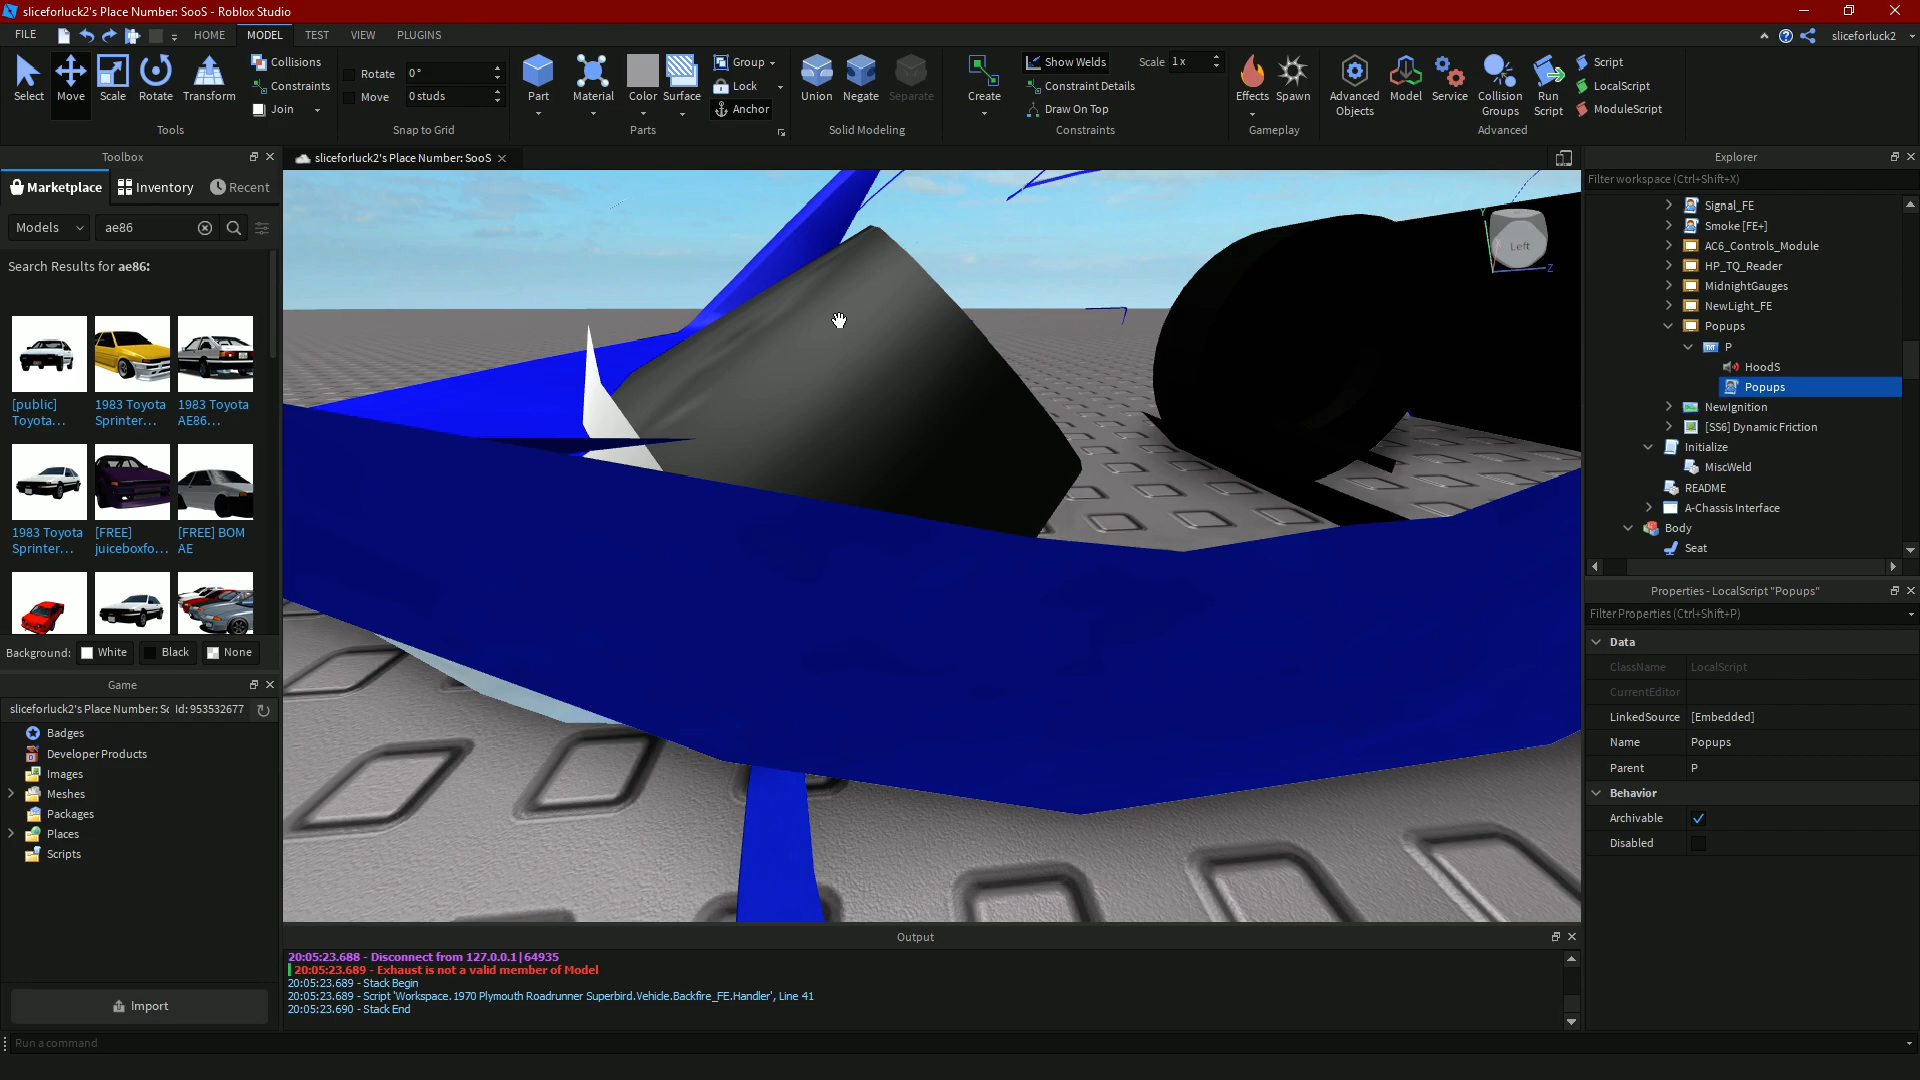 sliceforluck2's Place Number: SooS - Roblox Studio
FILE
HOME
MODEL
TEST
VIEW
PLUGINS
sliceforluck2
Select
Move
Scale
Rotate
Transform
Collisions
Constraints
Join
Tools
Rotate
0 °
Move
0 studs
Snap to Grid
Part
Material
Color
Surface
Group
Lock
Anchor
Parts
Union
Negate
Separate
Solid Modeling
Create
Show Welds
Scale
1 x
Constraint Details
Draw On Top
Constraints
Effects
Spawn
Gameplay
Advanced
Objects
Model
Service
Collision
Groups
Run
Script
Script
LocalScript
ModuleScript
Advanced
Toolbox
Marketplace
Inventory
Recent
Models
ae86
Search Results for ae86:
[public]
Toyota...
1983 Toyota
Sprinter...
1983 Toyota
AE86...
1983 Toyota
Sprinter...
[FREE]
juiceboxfo...
[FREE] BOM
AE
Background:
White
Black
None
Game
sliceforluck2's Place Number: Sc
Id: 953532677
Badges
Developer Products
Images
Meshes
Packages
Places
Scripts
Import
Run a command
sliceforluck2's Place Number: SooS
Left
Y
Z
Output
20:05:23.688 - Disconnect from 127.0.0.1|64935
20:05:23.689 - Exhaust is not a valid member of Model
20:05:23.689 - Stack Begin
20:05:23.689 - Script 'Workspace.1970 Plymouth Roadrunner Superbird.Vehicle.Backfire_FE.Handler', Line 41
20:05:23.690 - Stack End
Explorer
Filter workspace (Ctrl+Shift+X)
Signal_FE
Smoke [FE+]
AC6_Controls_Module
HP_TQ_Reader
MidnightGauges
NewLight_FE
Popups
P
HoodS
Popups
NewIgnition
[SS6] Dynamic Friction
Initialize
MiscWeld
README
A-Chassis Interface
Body
Seat
Properties - LocalScript "Popups"
Filter Properties (Ctrl+Shift+P)
Data
ClassName
LocalScript
CurrentEditor
LinkedSource
[Embedded]
Name
Popups
Parent
P
Behavior
Archivable
Disabled